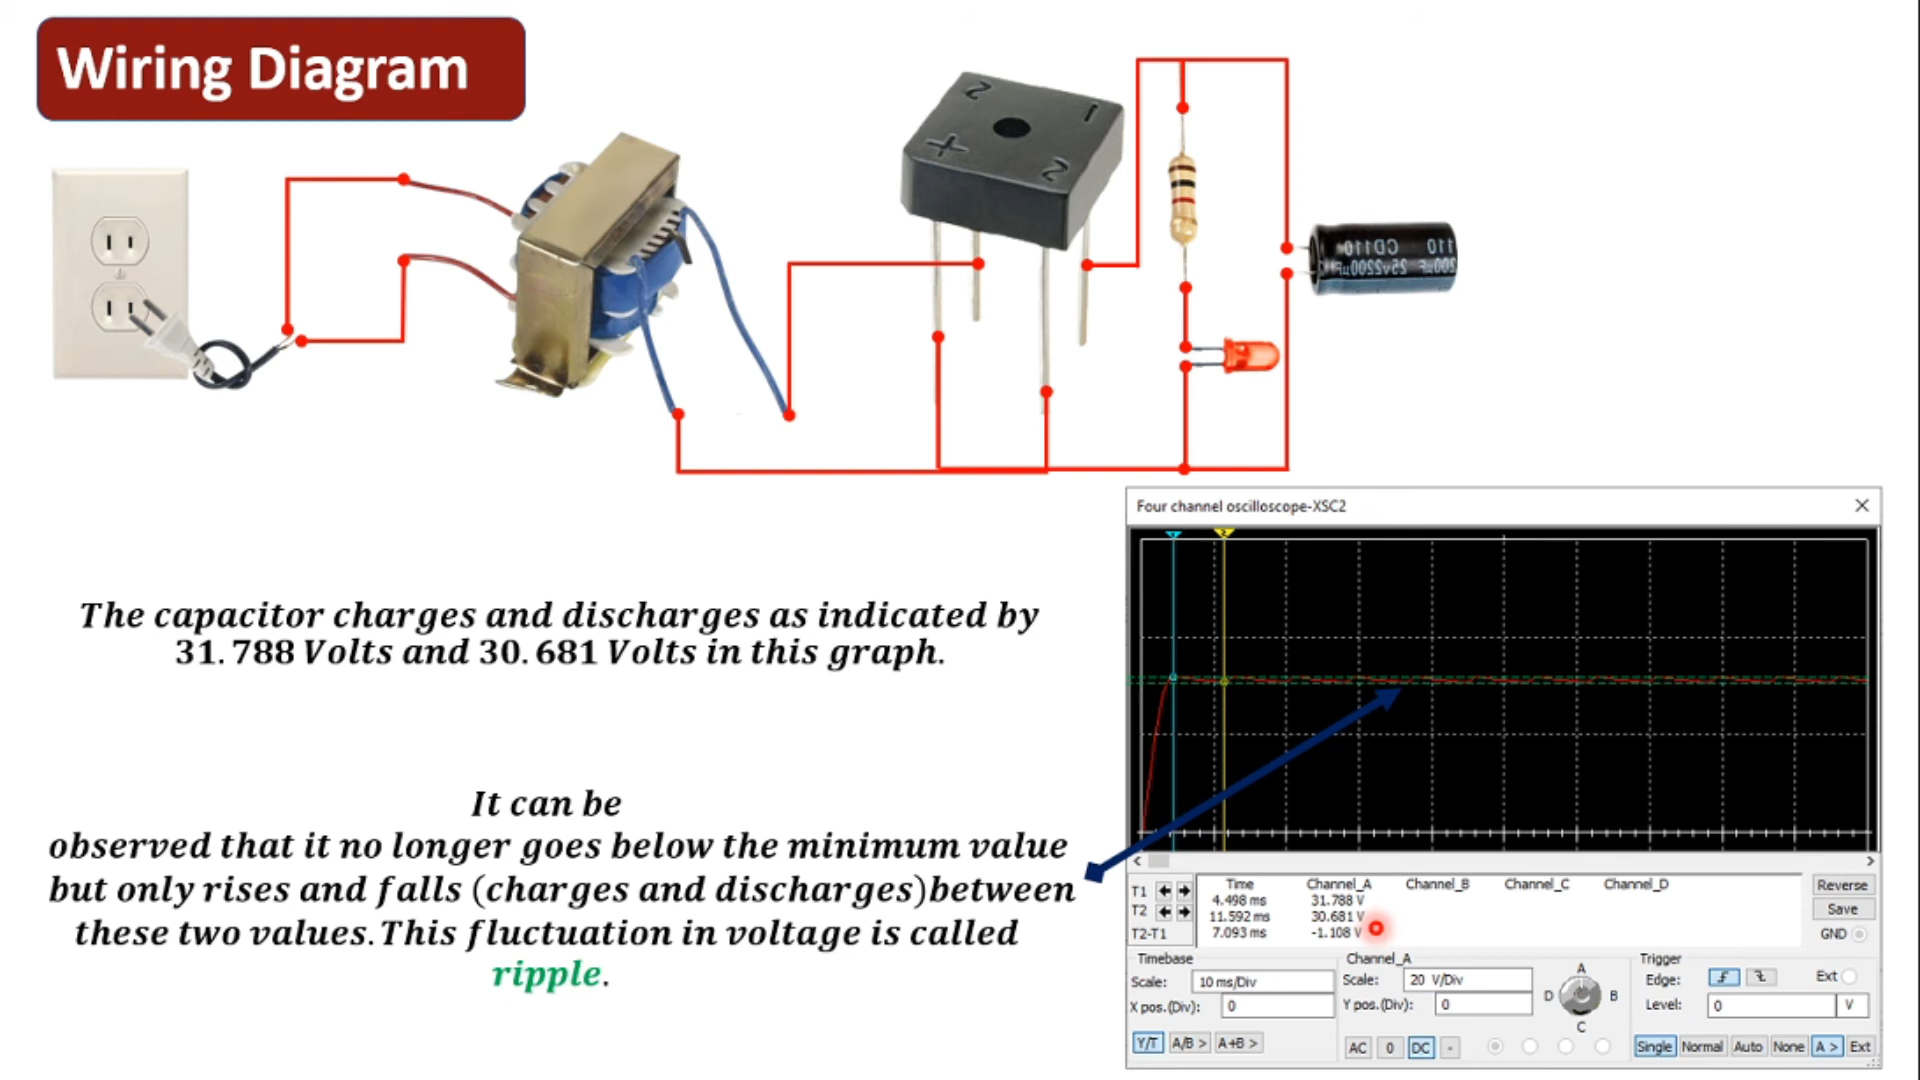 Wiring Diagram
The capacitor charges and discharges as indicated by
31.788 Volts and 30.681 Volts in this graph.
It can be
observed that it no longer goes below the minimum value
but only rises and falls (charges and discharges)between
these two values.This fluctuation in voltage is called
ripple.
Four channel oscilloscope-XSC2
Time Channel_A Channel_B Channel_C Channel_D
T1 4.498 ms 31.788 V
T2 11.592 ms 30.681 V
T2-T1 7.093 ms -1.108 V
Reverse
Save
GND
Timebase
Scale: 10 ms/Div
X pos.(Div): 0
Y/T A/B > A+B >
Channel_A
Scale: 20 V/Div
Y pos.(Div): 0
AC 0 DC -
A
D B
C
Trigger
Edge: Ext
Level: 0 V
Single Normal Auto None A > Ext